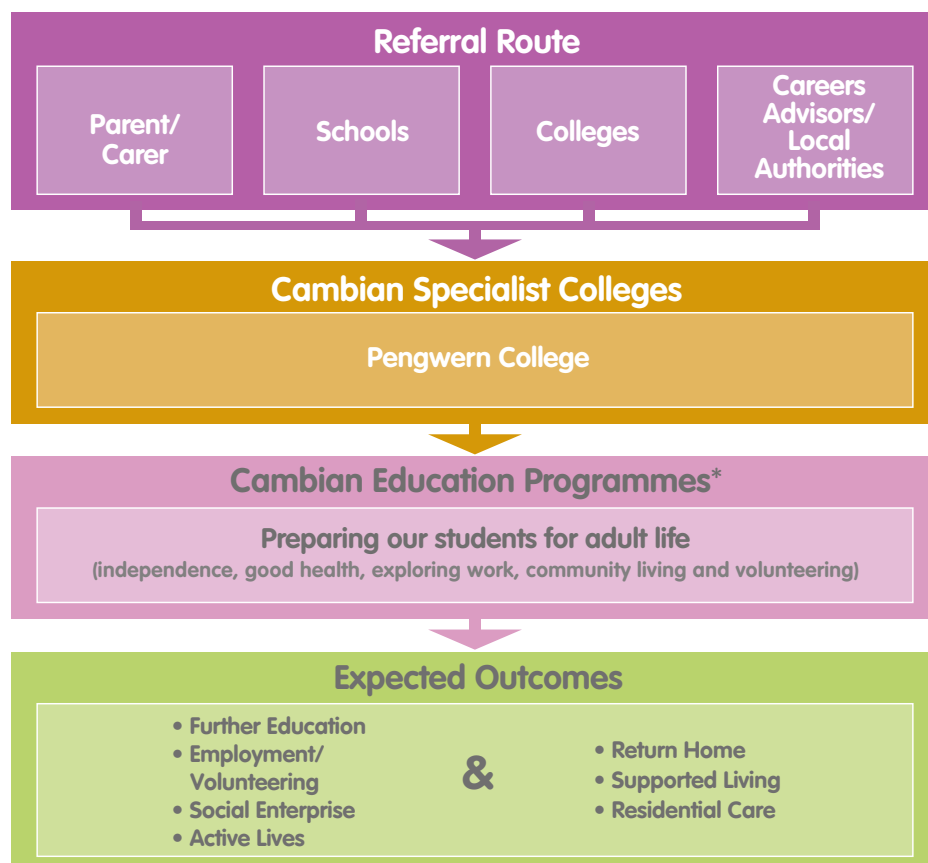 Referral Route
Parent/
Carer
Schools
Colleges
Careers
Advisors/
Local
Authorities
Cambian Specialist Colleges
Pengwern College
Cambian Education Programmes*
Preparing our students for adult life
(independence, good health, exploring work, community living and volunteering)
Expected Outcomes
• Further Education
• Employment/
Volunteering
• Social Enterprise
• Active Lives
&
• Return Home
• Supported Living
• Residential Care